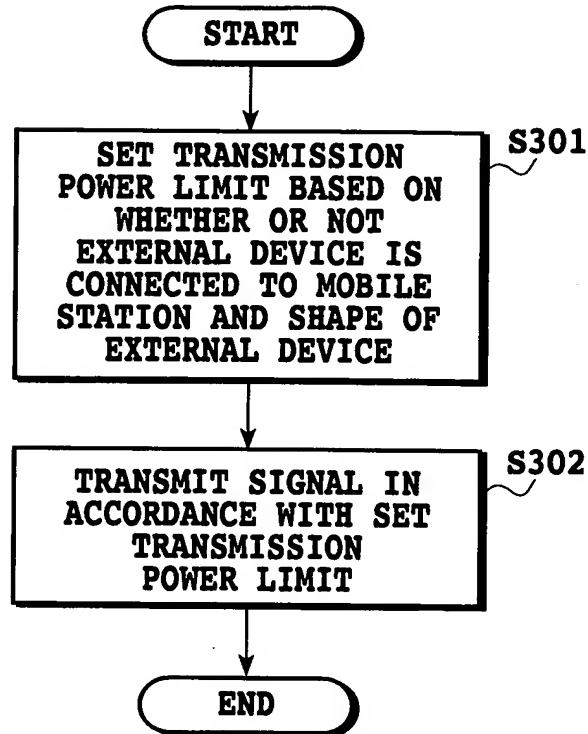 START
S301
SET TRANSMISSION
POWER LIMIT BASED ON
WHETHER OR NOT
EXTERNAL DEVICE IS
CONNECTED TO MOBILE
STATION AND SHAPE OF
EXTERNAL DEVICE
S302
TRANSMIT SIGNAL IN
ACCORDANCE WITH SET
TRANSMISSION
POWER LIMIT
END